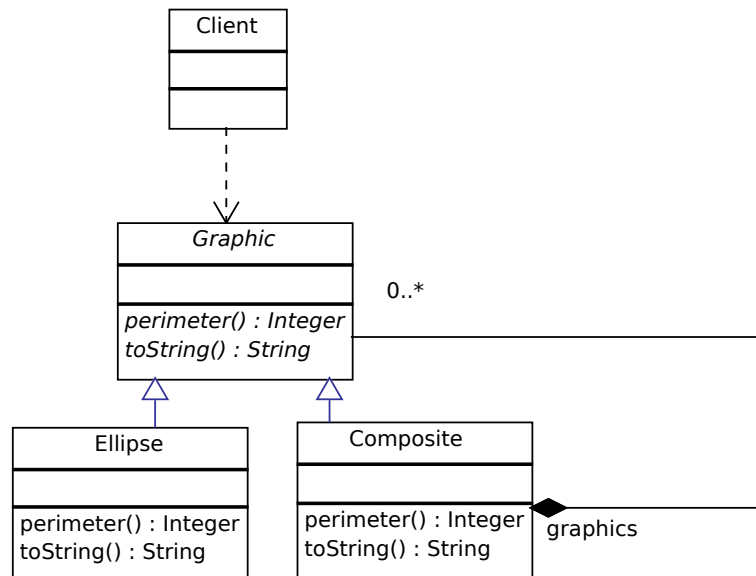 Client
Graphic
0..*
perimeter() : Integer
toString() : String
Ellipse
perimeter() : Integer
toString() : String
Composite
perimeter() : Integer
toString() : String
graphics